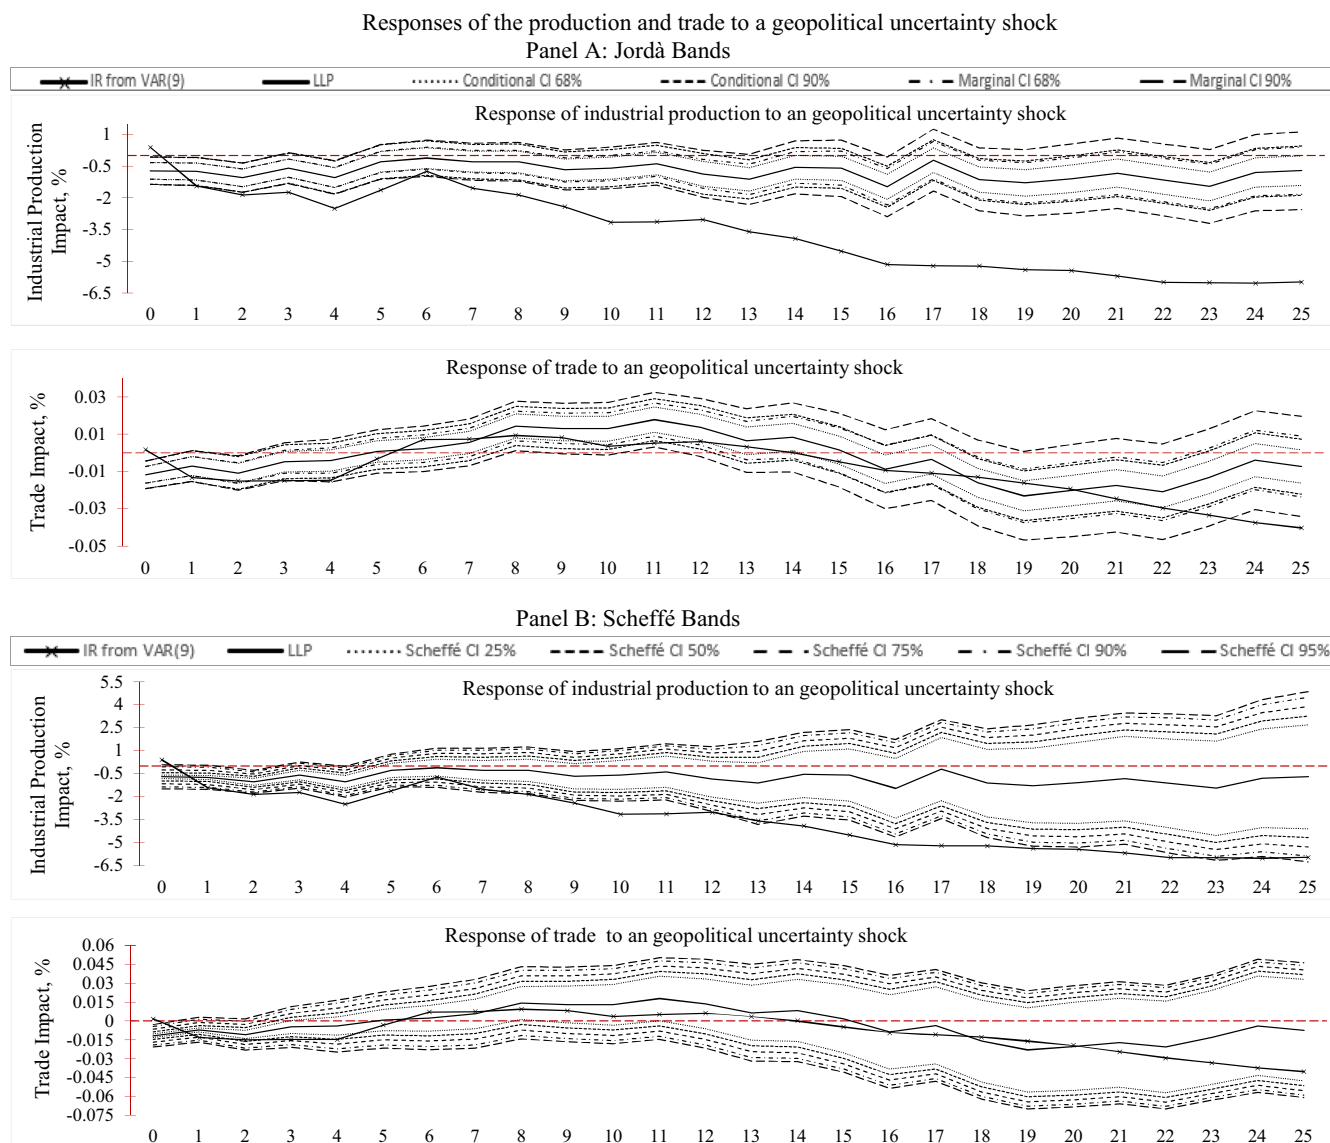 Responses of the production and trade to a geopolitical uncertainty shock
Panel A: Jordà Bands
IR from VAR(9) LLP Conditional CI 68% Conditional CI 90% Marginal CI 68% Marginal CI 90%
Response of industrial production to an geopolitical uncertainty shock
Industrial Production
Impact, %
1
-0.5
-2
-3.5
-5
-6.5
0 1 2 3 4 5 6 7 8 9 10 11 12 13 14 15 16 17 18 19 20 21 22 23 24 25
Response of trade to an geopolitical uncertainty shock
Trade Impact, %
0.03
0.01
-0.01
-0.03
-0.05
0 1 2 3 4 5 6 7 8 9 10 11 12 13 14 15 16 17 18 19 20 21 22 23 24 25
Panel B: Scheffé Bands
IR from VAR(9) LLP Scheffé CI 25% Scheffé CI 50% Scheffé CI 75% Scheffé CI 90% Scheffé CI 95%
Response of industrial production to an geopolitical uncertainty shock
Industrial Production
Impact, %
5.5
4
2.5
1
-0.5
-2
-3.5
-5
-6.5
0 1 2 3 4 5 6 7 8 9 10 11 12 13 14 15 16 17 18 19 20 21 22 23 24 25
Response of trade to an geopolitical uncertainty shock
Trade Impact, %
0.06
0.045
0.03
0.015
0
-0.015
-0.03
-0.045
-0.06
-0.075
0 1 2 3 4 5 6 7 8 9 10 11 12 13 14 15 16 17 18 19 20 21 22 23 24 25